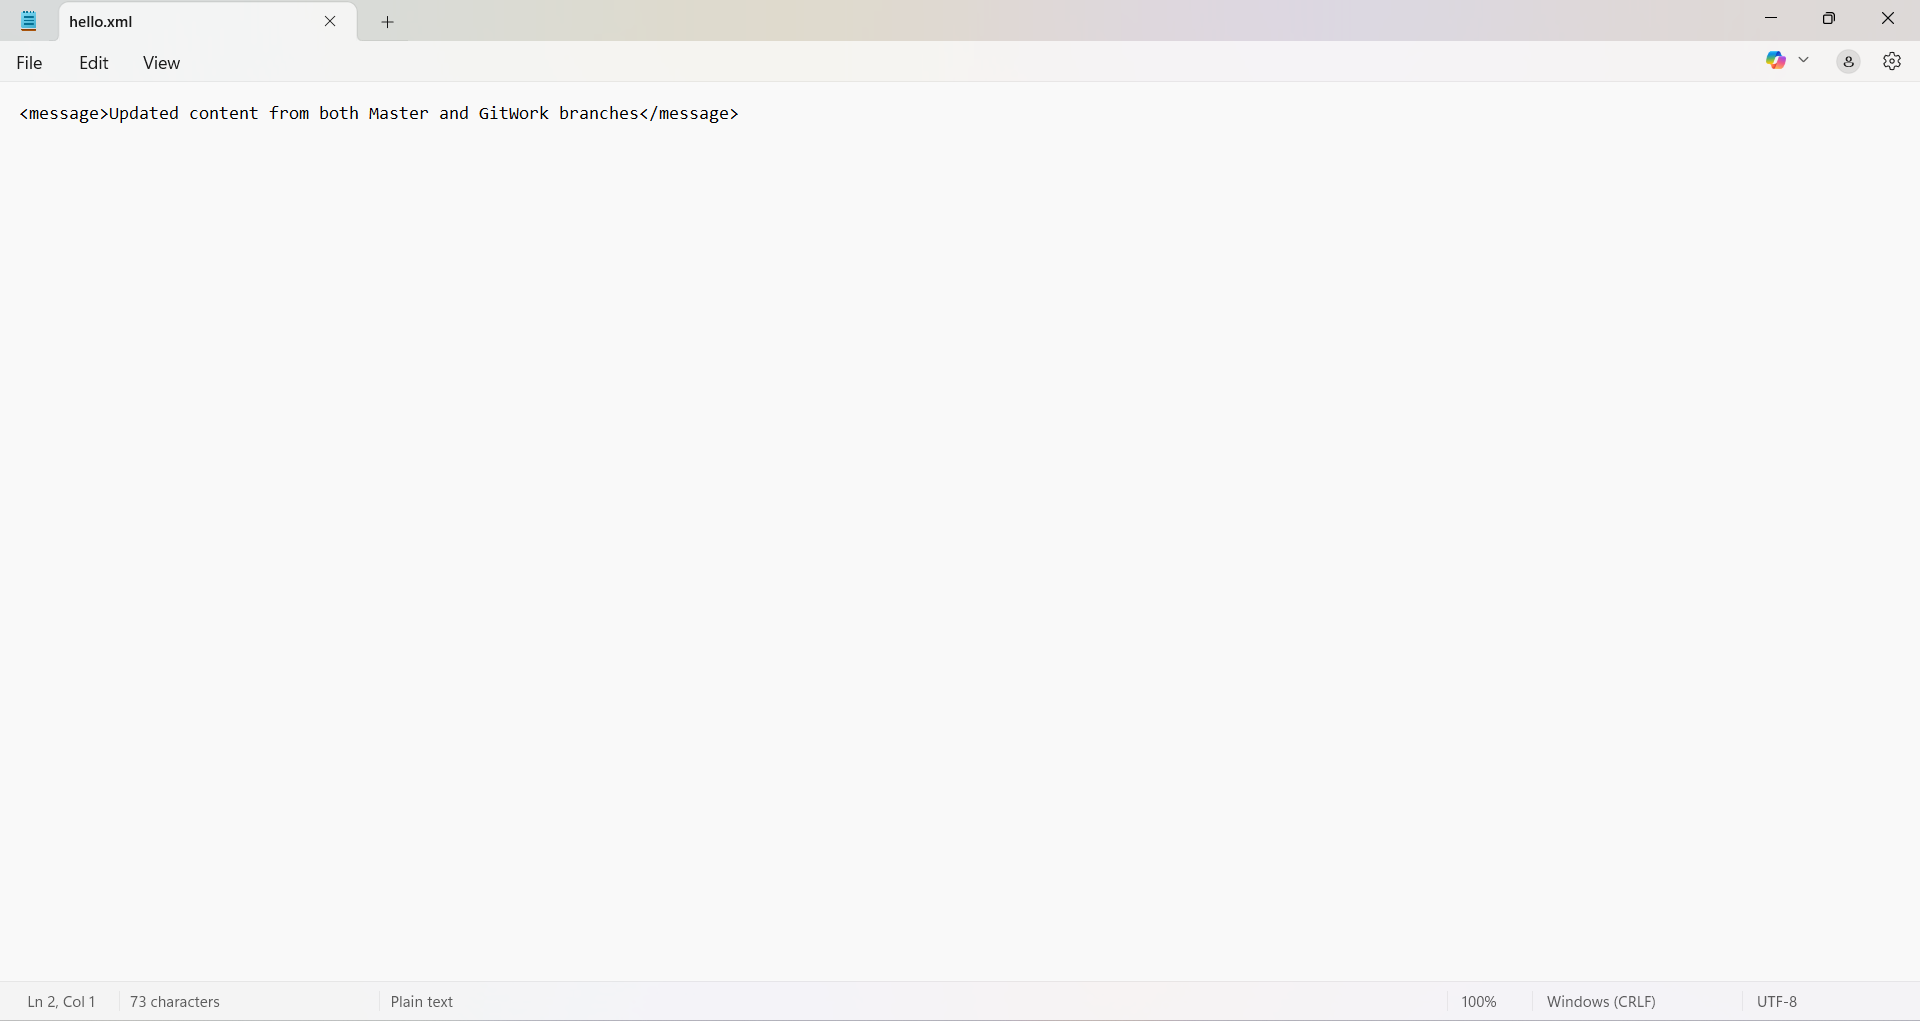 hello.xml
File Edit View
<message>Updated content from both Master and GitWork branches</message>
Ln 2, Col 1 73 characters Plain text 100% Windows (CRLF) UTF-8